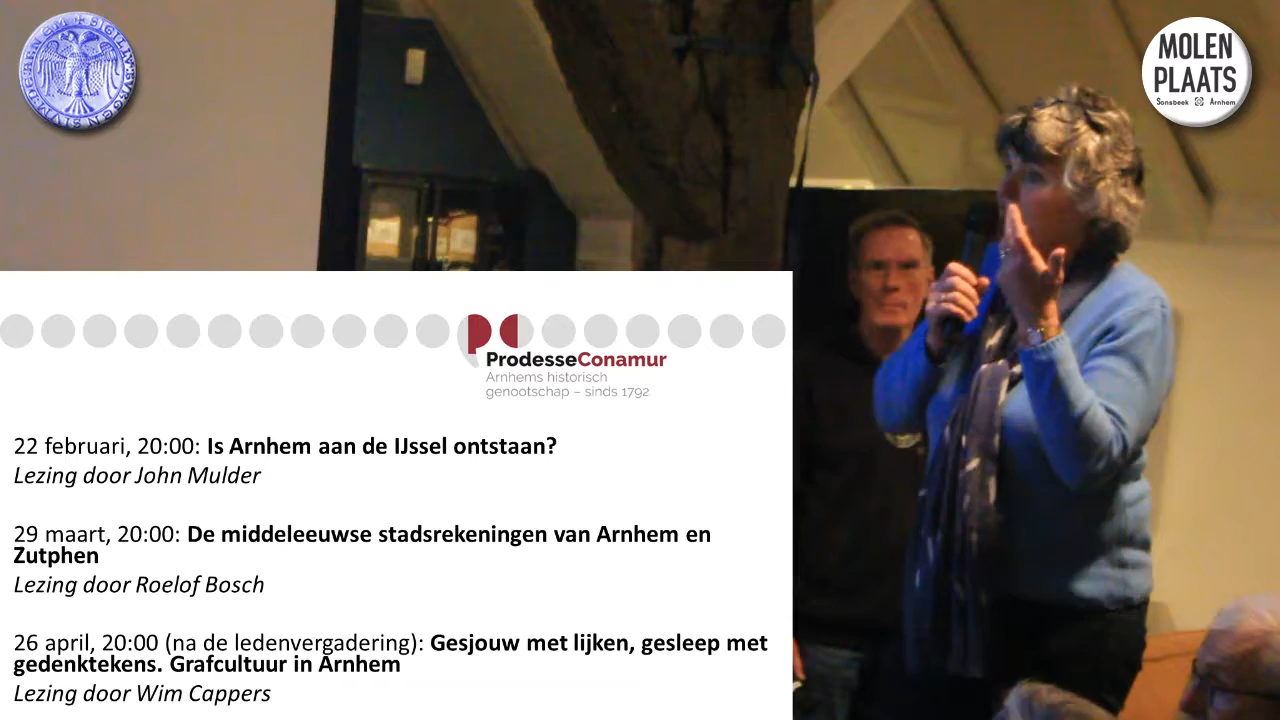 MOLEN
PLAATS
Sonsbeek Arnhem
ProdesseConamur
Arnhems historisch
genootschap – sinds 1792
22 februari, 20:00: Is Arnhem aan de IJssel ontstaan?
Lezing door John Mulder
29 maart, 20:00: De middeleeuwse stadsrekeningen van Arnhem en
Zutphen
Lezing door Roelof Bosch
26 april, 20:00 (na de ledenvergadering): Gesjouw met lijken, gesleep met
gedenktekens. Grafcultuur in Arnhem
Lezing door Wim Cappers